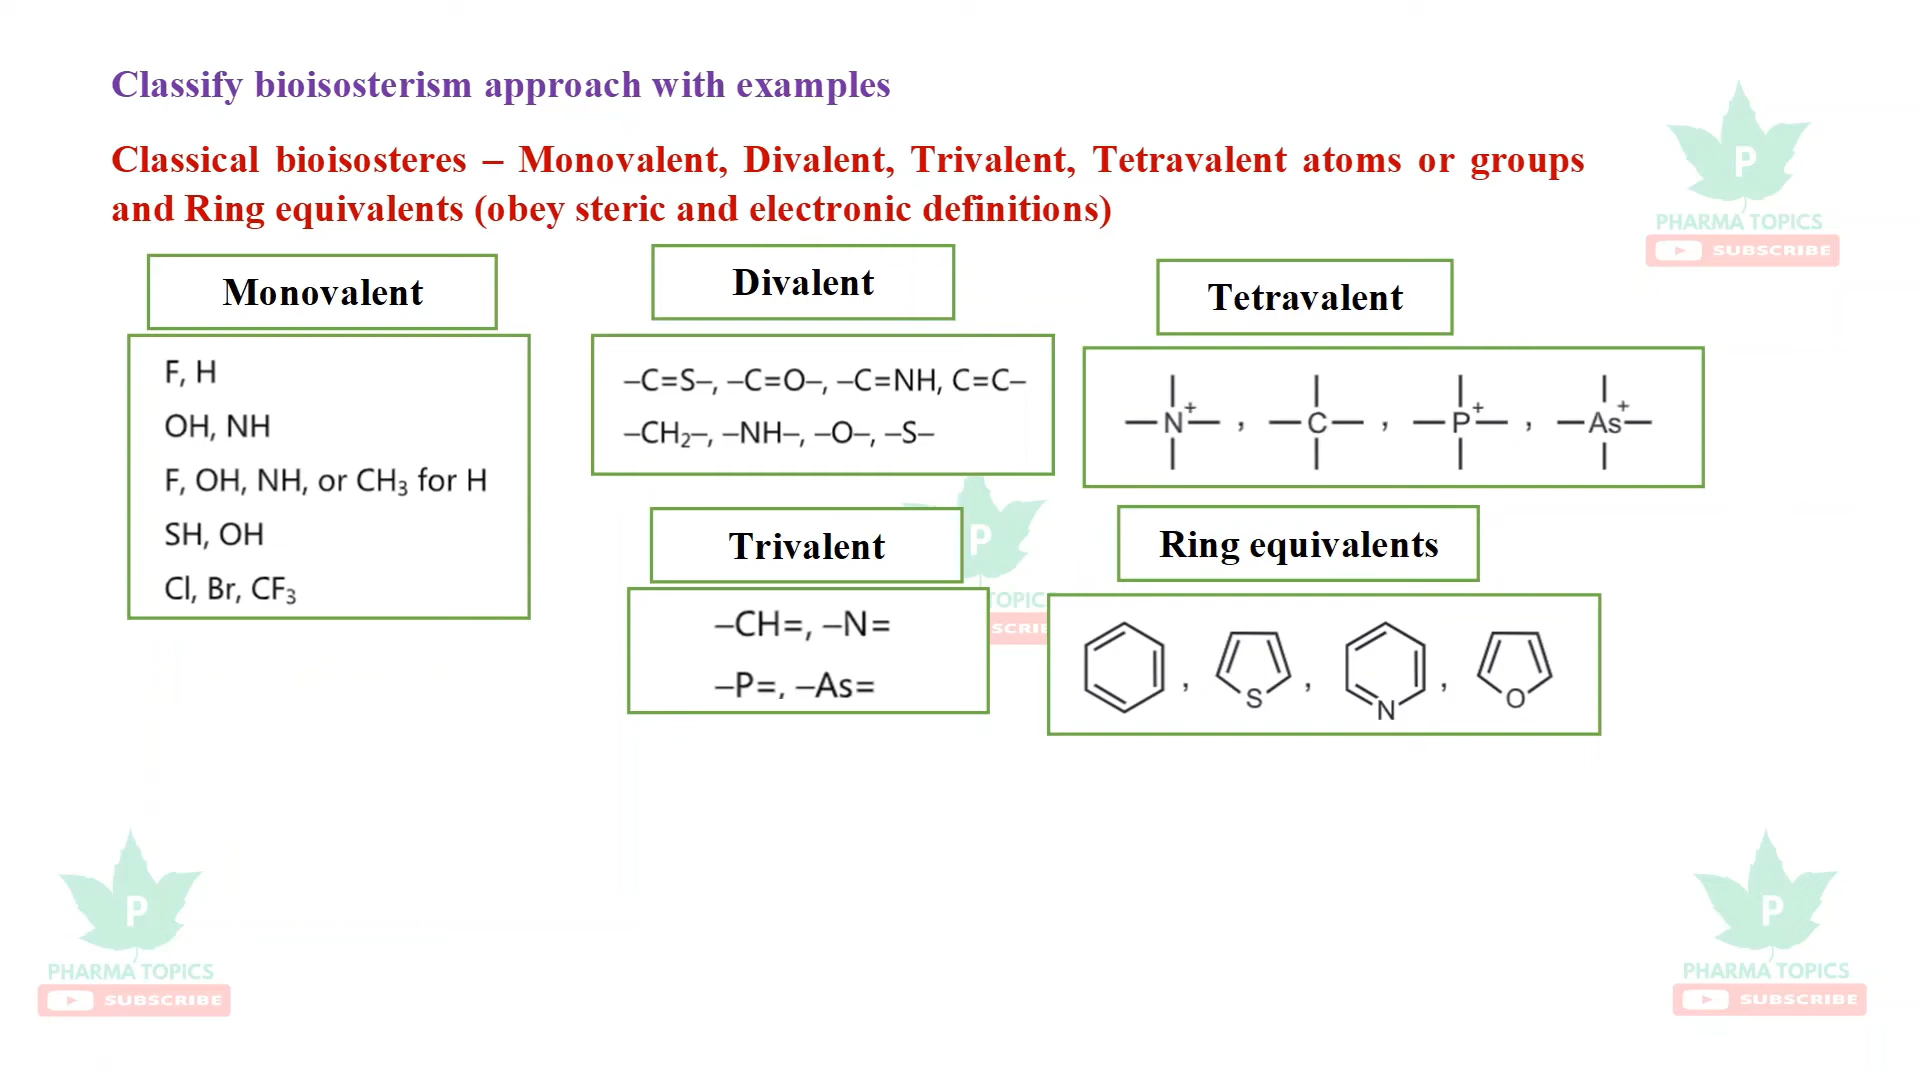 Classify bioisosterism approach with examples
Classical bioisosteres – Monovalent, Divalent, Trivalent, Tetravalent atoms or groups
and Ring equivalents (obey steric and electronic definitions)
Monovalent
F, H
OH, NH
F, OH, NH, or CH₃ for H
SH, OH
Cl, Br, CF₃
Divalent
–C=S–, –C=O–, –C=NH, C=C–
–CH₂–, –NH–, –O–, –S–
Trivalent
–CH=, –N=
–P=, –As=
Tetravalent
N⁺, C, P⁺, As⁺
Ring equivalents
, S, N, O
P
PHARMA TOPICS
SUBSCRIBE
P
TOPIC
SCRIB
P
PHARMA TOPICS
SUBSCRIBE
P
PHARMA TOPICS
SUBSCRIBE